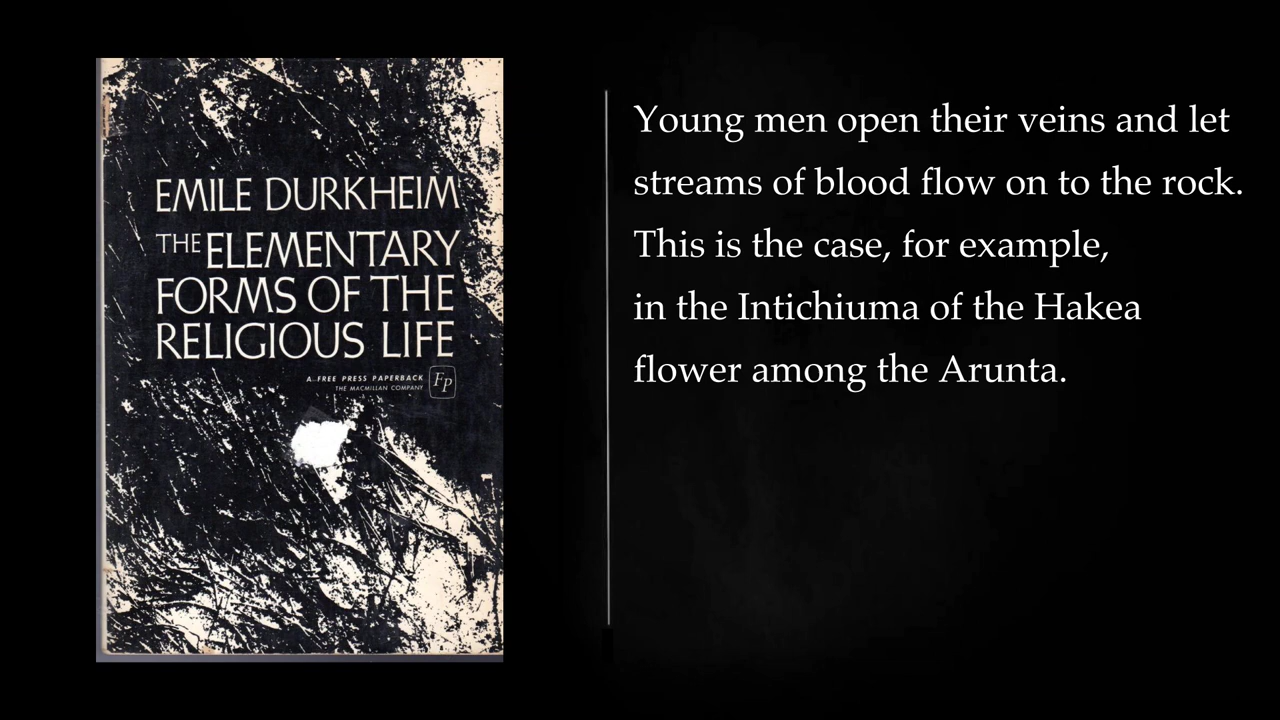 EMILE DURKHEIM
THE ELEMENTARY
FORMS OF THE
RELIGIOUS LIFE
A FREE PRESS PAPERBACK
THE MACMILLAN COMPANY
FP
Young men open their veins and let
streams of blood flow on to the rock.
This is the case, for example,
in the Intichiuma of the Hakea
flower among the Arunta.